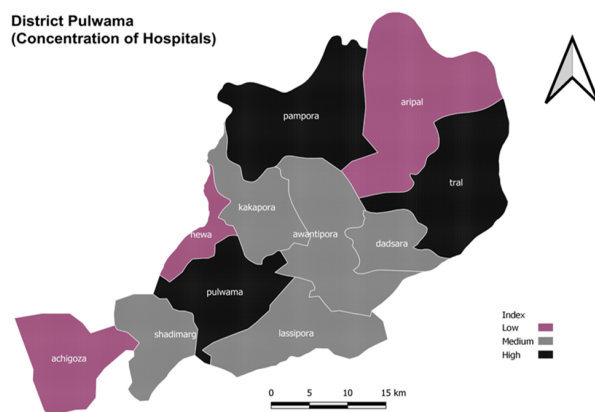 District Pulwama
(Concentration of Hospitals)
pampora
aripal
tral
kakapora
newa
awantipora
dadsara
pulwama
shadimarg
lassipora
achigoza
Index
Low
Medium
High
0 5 10 15 km